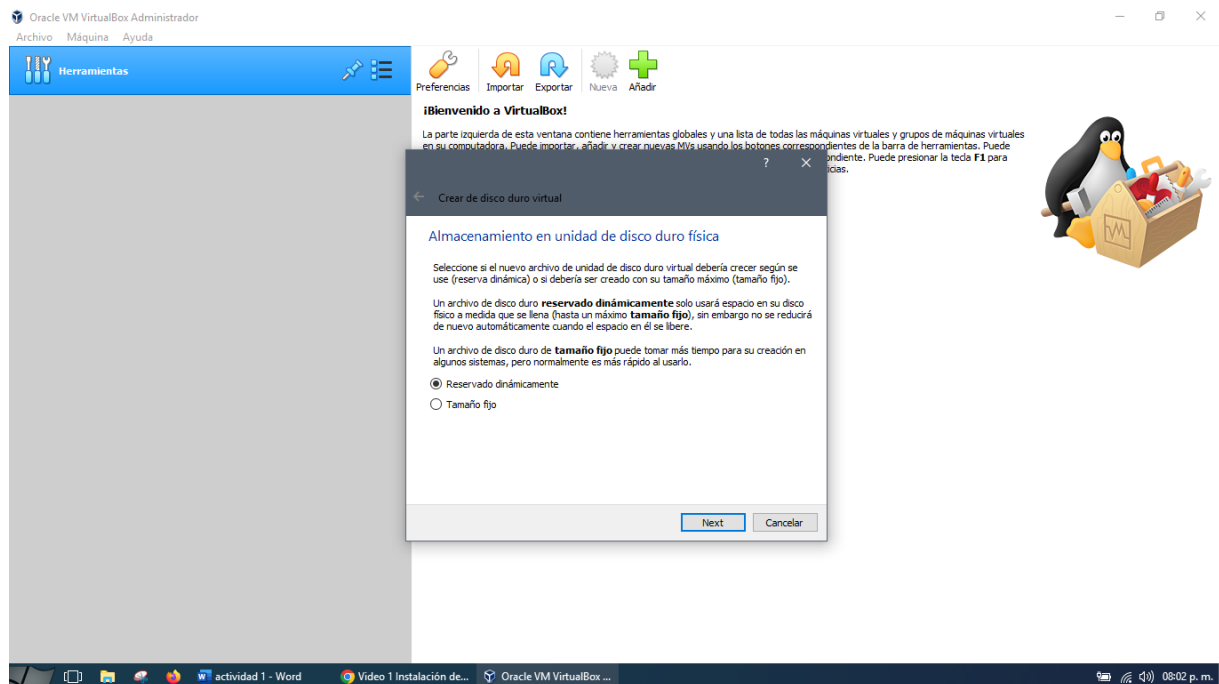 Oracle VM VirtualBox Administrador
Archivo Máquina Ayuda
Herramientas
Preferencias Importar Exportar Nueva Añadir
¡Bienvenido a VirtualBox!
La parte izquierda de esta ventana contiene herramientas globales y una lista de todas las máquinas virtuales y grupos de máquinas virtuales
en su computadora. Puede importar, añadir y crear nuevas MVs usando los botones correspondientes de la barra de herramientas. Puede
ondiente. Puede presionar la tecla F1 para
icias.
?
Crear de disco duro virtual
Almacenamiento en unidad de disco duro física
Seleccione si el nuevo archivo de unidad de disco duro virtual debería crecer según se
use (reserva dinámica) o si debería ser creado con su tamaño máximo (tamaño fijo).
Un archivo de disco duro reservado dinámicamente solo usará espacio en su disco
físico a medida que se llena (hasta un máximo tamaño fijo), sin embargo no se reducirá
de nuevo automáticamente cuando el espacio en él se libere.
Un archivo de disco duro de tamaño fijo puede tomar más tiempo para su creación en
algunos sistemas, pero normalmente es más rápido al usarlo.
Reservado dinámicamente
Tamaño fijo
Next Cancelar
actividad 1 - Word Video 1 Instalación de... Oracle VM VirtualBox ... 08:02 p. m.